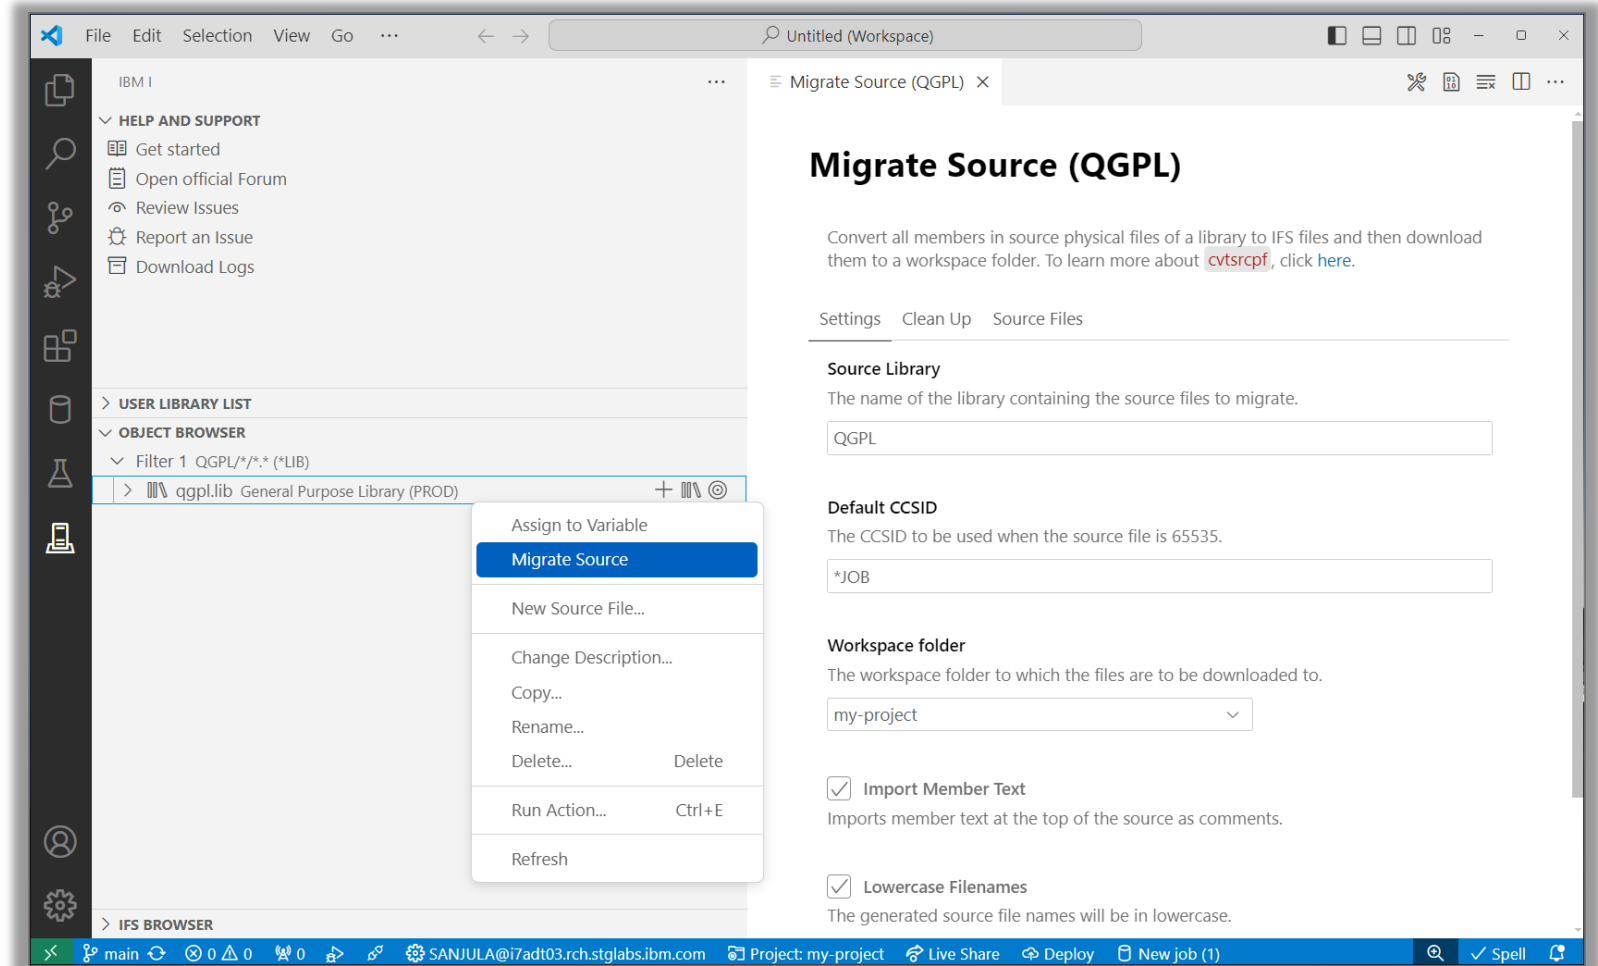 File Edit Selection View Go ··· Untitled (Workspace)
IBM I
HELP AND SUPPORT
Get started
Open official Forum
Review Issues
Report an Issue
Download Logs
USER LIBRARY LIST
OBJECT BROWSER
Filter 1 QGPL/*/*.* (*LIB)
qgpl.lib General Purpose Library (PROD)
Assign to Variable
Migrate Source
New Source File...
Change Description...
Copy...
Rename...
Delete... Delete
Run Action... Ctrl+E
Refresh
IFS BROWSER
Migrate Source (QGPL)
Migrate Source (QGPL)
Convert all members in source physical files of a library to IFS files and then download
them to a workspace folder. To learn more about cvtsrcpf, click here.
Settings Clean Up Source Files
Source Library
The name of the library containing the source files to migrate.
QGPL
Default CCSID
The CCSID to be used when the source file is 65535.
*JOB
Workspace folder
The workspace folder to which the files are to be downloaded to.
my-project
Import Member Text
Imports member text at the top of the source as comments.
Lowercase Filenames
The generated source file names will be in lowercase.
main 0 0 0 SANJULA@i7adt03.rch.stglabs.ibm.com Project: my-project Live Share Deploy New job (1) Spell